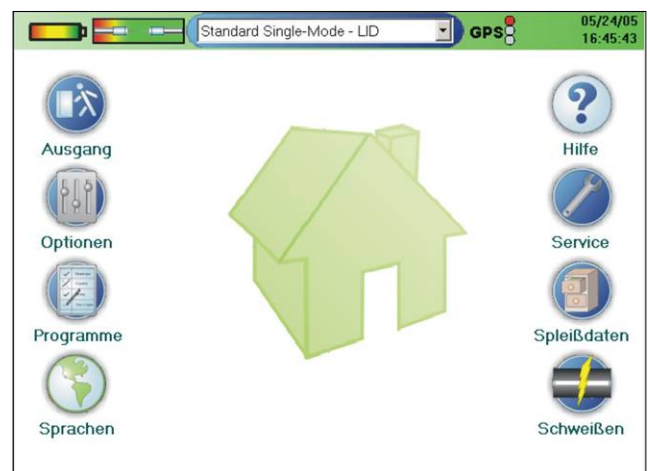 Standard Single-Mode - LID
GPS
05/24/05
16:45:43
Ausgang
Hilfe
Optionen
Service
Programme
Spleißdaten
Sprachen
Schweißen